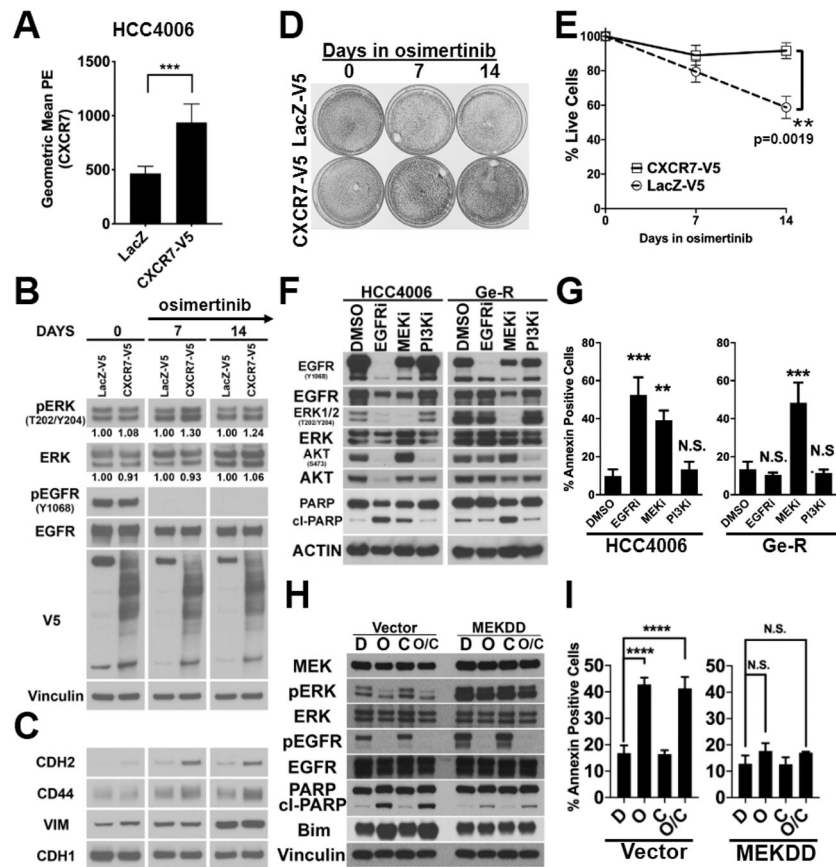 A
HCC4006
***
1500
1000
500
0
Geometric Mean PE
(CXCR7)
LacZ
CXCR7-V5
B
osimertinib
DAYS 0 7 14
LacZ-V5 CXCR7-V5 LacZ-V5 CXCR7-V5 LacZ-V5 CXCR7-V5
pERK
(T202/Y204)
1.00 1.08 1.00 1.30 1.00 1.24
ERK
1.00 0.91 1.00 0.93 1.00 1.06
pEGFR
(Y1068)
EGFR
V5
Vinculin
C
CDH2
CD44
VIM
CDH1
D
Days in osimertinib
0 7 14
LacZ-V5
CXCR7-V5
E
100
80
60
40
20
0
% Live Cells
CXCR7-V5
LacZ-V5
**
p=0.0019
0 7 14
Days in osimertinib
F
HCC4006 Ge-R
DMSO EGFRi MEKi PI3Ki DMSO EGFRi MEKi PI3Ki
EGFR
(Y1068)
EGFR
ERK1/2
(T202/Y204)
ERK
AKT
(S473)
AKT
PARP
cl-PARP
ACTIN
G
% Annexin Positive Cells
80
60
40
20
0
*** ** N.S.
DMSO EGFRi MEKi PI3Ki
HCC4006
80
60
40
20
0
N.S. *** N.S.
DMSO EGFRi MEKi PI3Ki
Ge-R
H
Vector MEKDD
D O C O/C D O C O/C
MEK
pERK
ERK
pEGFR
EGFR
PARP
cl-PARP
Bim
Vinculin
I
% Annexin Positive Cells
50
40
30
20
10
0
****
****
D O C O/C
Vector
50
40
30
20
10
0
N.S.
N.S.
D O C O/C
MEKDD